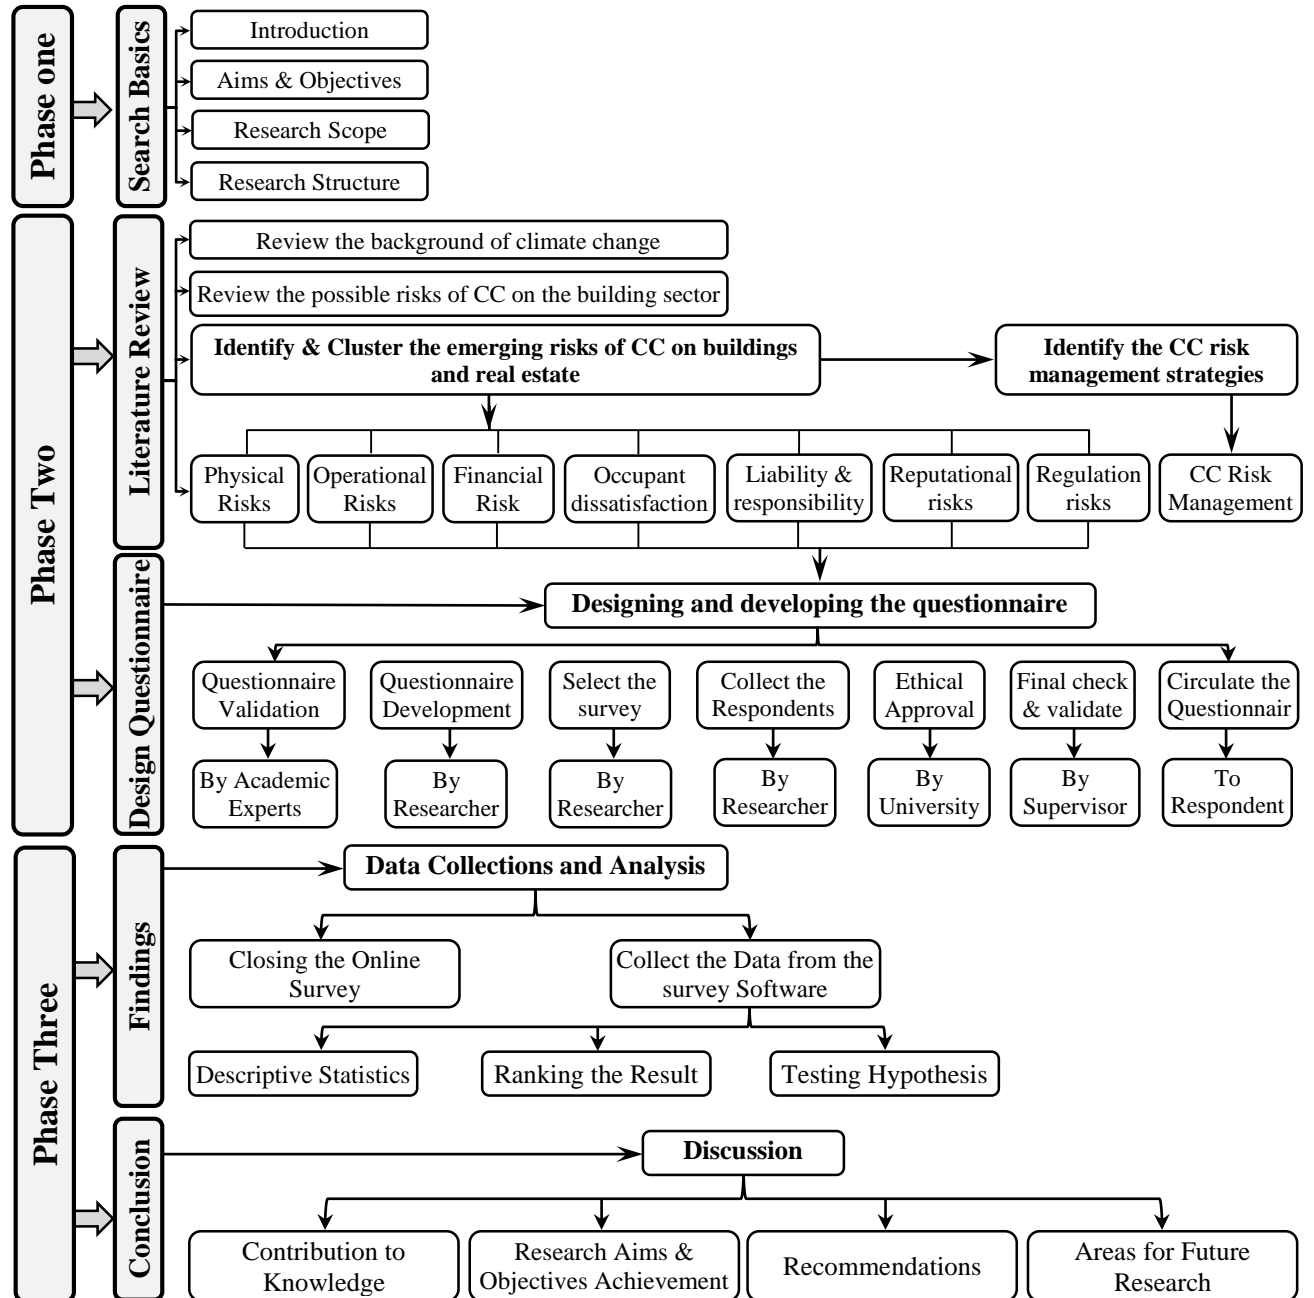 Phase one
Search Basics
Introduction
Aims & Objectives
Research Scope
Research Structure
Phase Two
Literature Review
Review the background of climate change
Review the possible risks of CC on the building sector
Identify & Cluster the emerging risks of CC on buildings
and real estate
Identify the CC risk
management strategies
Physical
Risks
Operational
Risks
Financial
Risk
Occupant
dissatisfaction
Liability &
responsibility
Reputational
risks
Regulation
risks
CC Risk
Management
Design Questionnaire
Designing and developing the questionnaire
Questionnaire
Validation
Questionnaire
Development
Select the
survey
Collect the
Respondents
Ethical
Approval
Final check
& validate
Circulate the
Questionnair
By Academic
Experts
By
Researcher
By
Researcher
By
Researcher
By
University
By
Supervisor
To
Respondent
Phase Three
Findings
Data Collections and Analysis
Closing the Online
Survey
Collect the Data from the
survey Software
Descriptive Statistics
Ranking the Result
Testing Hypothesis
Conclusion
Discussion
Contribution to
Knowledge
Research Aims &
Objectives Achievement
Recommendations
Areas for Future
Research